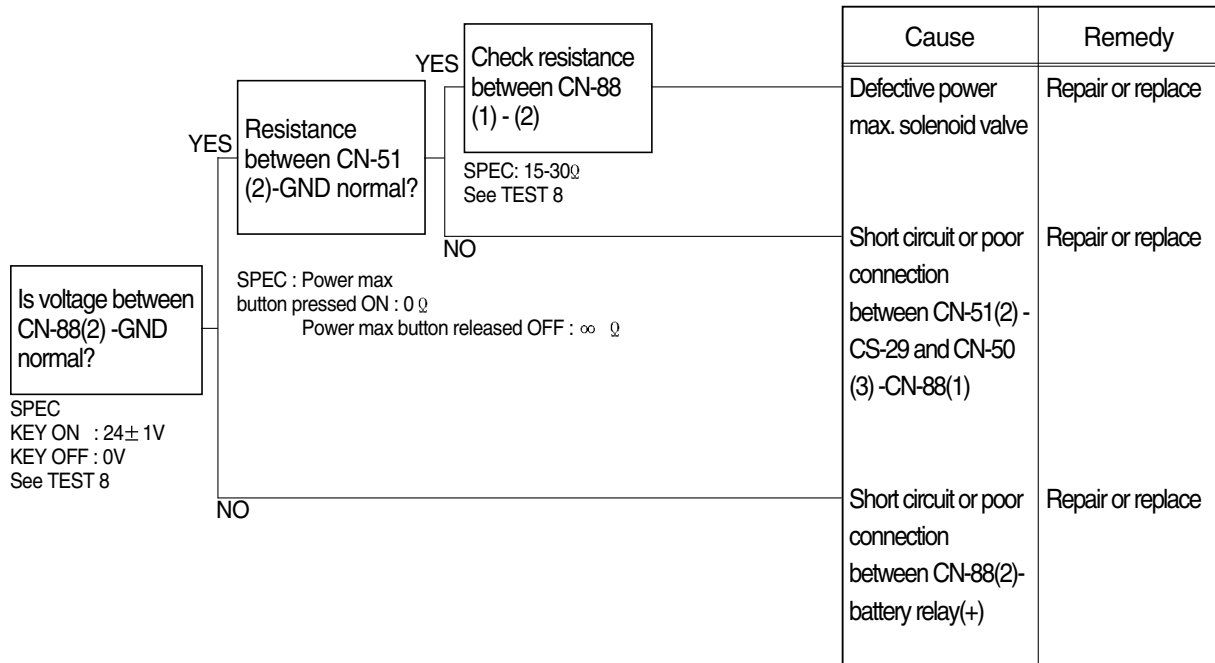 Cause
Remedy
YES
Check resistance
between CN-88
(1) - (2)
SPEC: 15-30Ω
See TEST 8
Defective power
max. solenoid valve
Repair or replace
YES
Resistance
between CN-51
(2)-GND normal?
NO
SPEC : Power max
button pressed ON : 0 Ω
Power max button released OFF : ∞ Ω
Short circuit or poor
connection
between CN-51(2) -
CS-29 and CN-50
(3) -CN-88(1)
Repair or replace
Is voltage between
CN-88(2) -GND
normal?
SPEC
KEY ON : 24± 1V
KEY OFF : 0V
See TEST 8
NO
Short circuit or poor
connection
between CN-88(2)-
battery relay(+)
Repair or replace